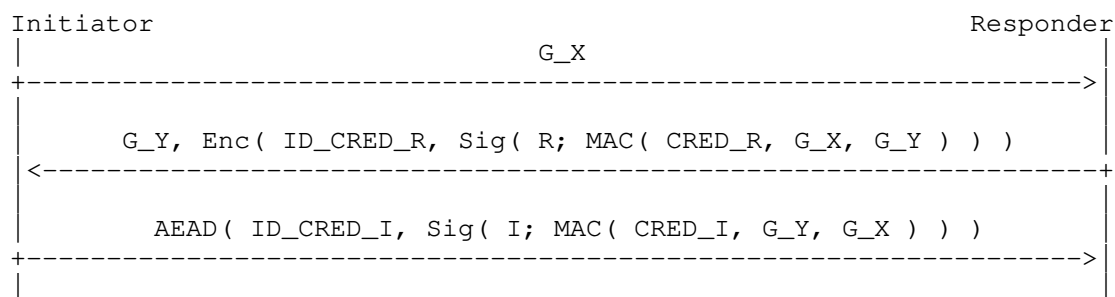 Initiator Responder
G_X
G_Y, Enc( ID_CRED_R, Sig( R; MAC( CRED_R, G_X, G_Y ) ) )
AEAD( ID_CRED_I, Sig( I; MAC( CRED_I, G_Y, G_X ) ) )